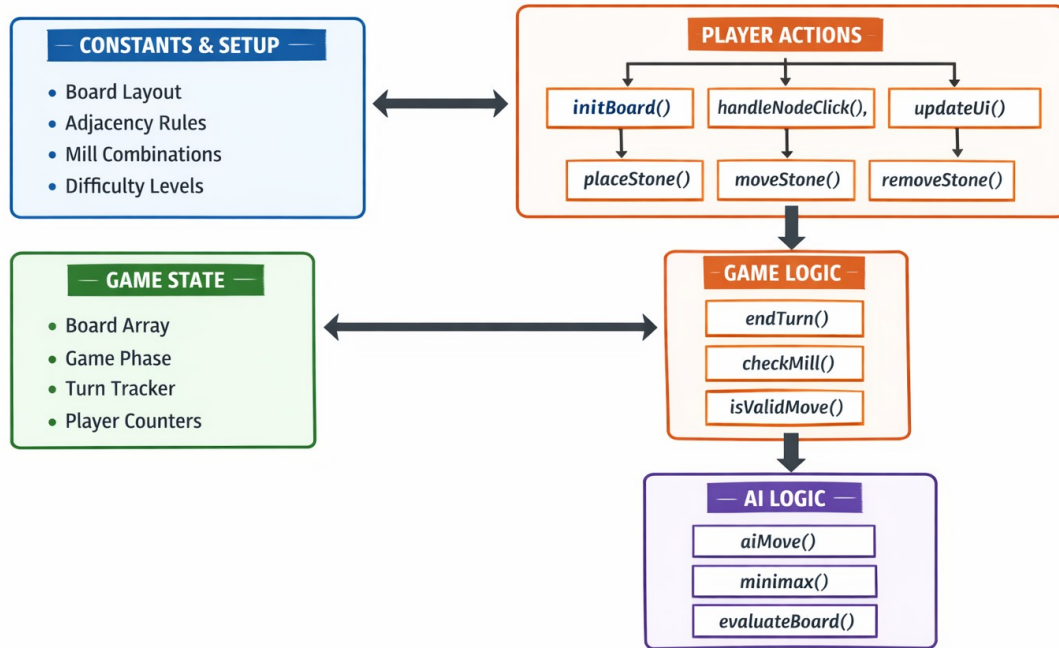 CONSTANTS & SETUP
Board Layout
Adjacency Rules
Mill Combinations
Difficulty Levels
PLAYER ACTIONS
initBoard()
handleNodeClick(),
updateUi()
placeStone()
moveStone()
removeStone()
GAME STATE
Board Array
Game Phase
Turn Tracker
Player Counters
GAME LOGIC
endTurn()
checkMill()
isValidMove()
AI LOGIC
aiMove()
minimax()
evaluateBoard()